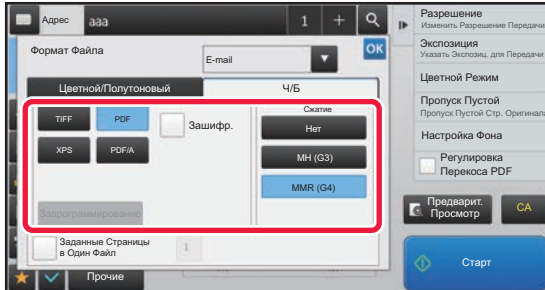 Адрес
aaa
1
+
Формат Файла
E-mail
OK
Цветной/Полутоновый
Ч/Б
TIFF
PDF
Зашифр.
XPS
PDF/A
Запрограммированно
Сжатие
Нет
MH (G3)
MMR (G4)
Заданные Страницы
в Один Файл
1
Прочие
Разрешение
Изменить Разрешение Передачи
Экспозиция
Указать Экспозиц. для Передачи
Цветной Режим
Пропуск Пустой
Пропуск Пустой Стр. Оригинала
Настройка Фона
Регулировка
Перекоса PDF
Предварит.
Просмотр
CA
Старт